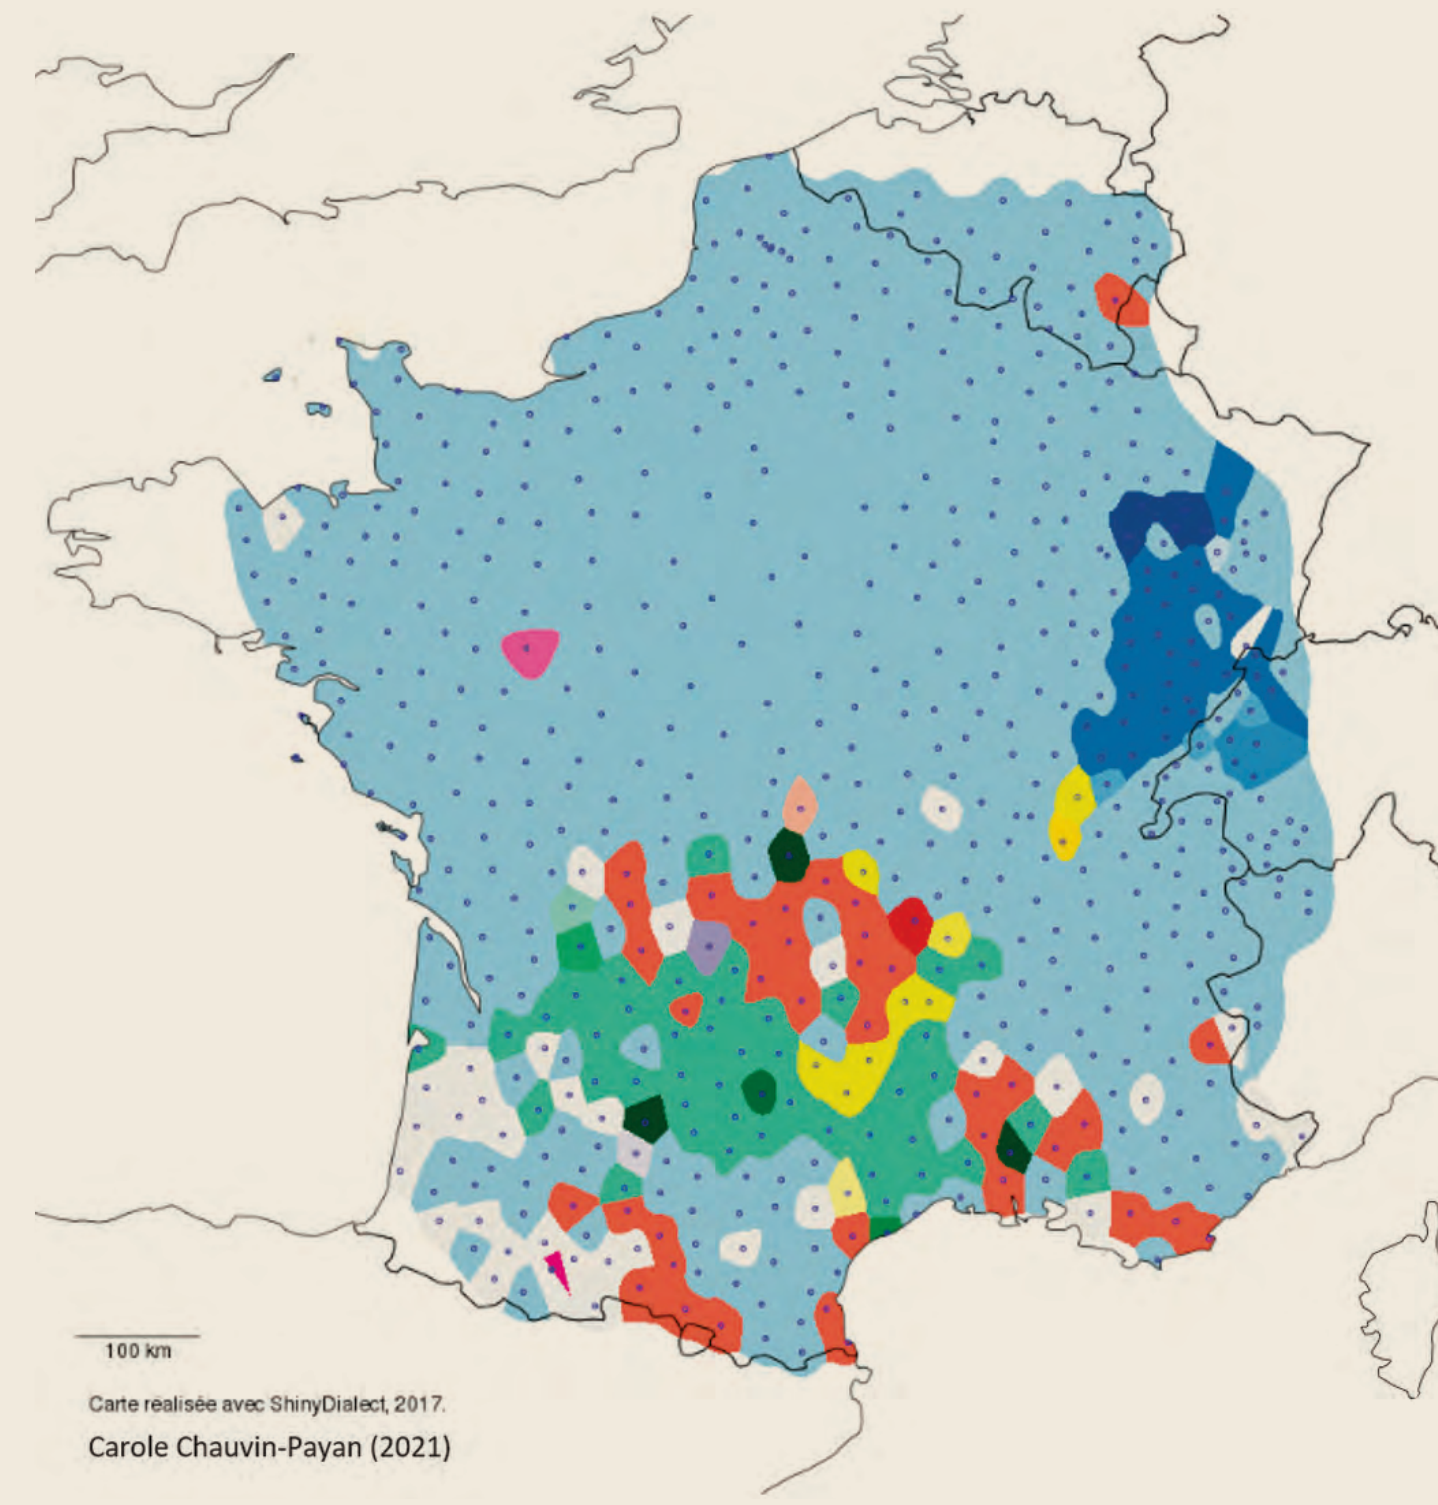 100 km
Carte réalisée avec ShinyDialect, 2017.
Carole Chauvin-Payan (2021)